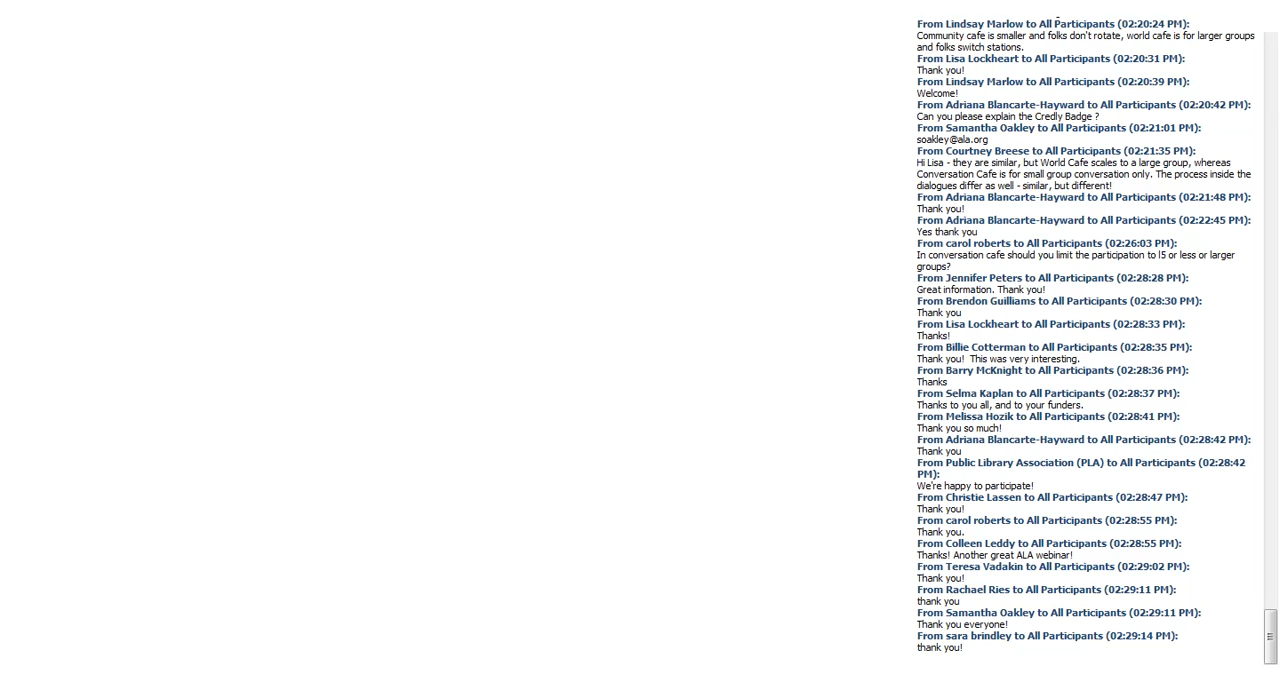 From Lindsay Marlow to All Participants (02:20:24 PM):
Community cafe is smaller and folks don't rotate, world cafe is for larger groups
and folks switch stations.
From Lisa Lockheart to All Participants (02:20:31 PM):
Thank you!
From Lindsay Marlow to All Participants (02:20:39 PM):
Welcome!
From Adriana Blancarte-Hayward to All Participants (02:20:42 PM):
Can you please explain the Credly Badge ?
From Samantha Oakley to All Participants (02:21:01 PM):
soakley@ala.org
From Courtney Breese to All Participants (02:21:35 PM):
Hi Lisa - they are similar, but World Cafe scales to a large group, whereas
Conversation Cafe is for small group conversation only. The process inside the
dialogues differ as well - similar, but different!
From Adriana Blancarte-Hayward to All Participants (02:21:48 PM):
Thank you!
From Adriana Blancarte-Hayward to All Participants (02:22:45 PM):
Yes thank you
From carol roberts to All Participants (02:26:03 PM):
In conversation cafe should you limit the participation to l5 or less or larger
groups?
From Jennifer Peters to All Participants (02:28:28 PM):
Great information. Thank you!
From Brendon Guilliams to All Participants (02:28:30 PM):
Thank you
From Lisa Lockheart to All Participants (02:28:33 PM):
Thanks!
From Billie Cotterman to All Participants (02:28:35 PM):
Thank you!  This was very interesting.
From Barry McKnight to All Participants (02:28:36 PM):
Thanks
From Selma Kaplan to All Participants (02:28:37 PM):
Thanks to you all, and to your funders.
From Melissa Hozik to All Participants (02:28:41 PM):
Thank you so much!
From Adriana Blancarte-Hayward to All Participants (02:28:42 PM):
Thank you
From Public Library Association (PLA) to All Participants (02:28:42
PM):
We're happy to participate!
From Christie Lassen to All Participants (02:28:47 PM):
Thank you!
From carol roberts to All Participants (02:28:55 PM):
Thank you.
From Colleen Leddy to All Participants (02:28:55 PM):
Thanks! Another great ALA webinar!
From Teresa Vadakin to All Participants (02:29:02 PM):
Thank you!
From Rachael Ries to All Participants (02:29:11 PM):
thank you
From Samantha Oakley to All Participants (02:29:11 PM):
Thank you everyone!
From sara brindley to All Participants (02:29:14 PM):
thank you!